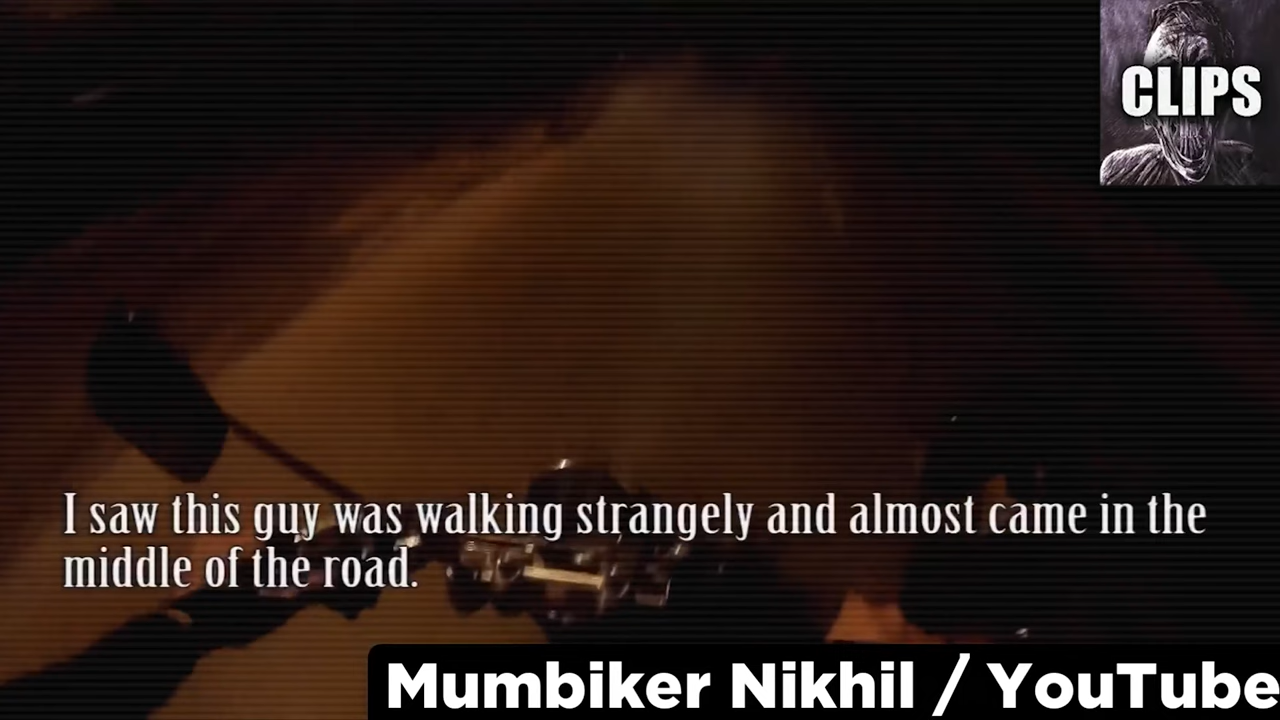 CLIPS
I saw this guy was walking strangely and almost came in the
middle of the road.
Mumbiker Nikhil / YouTube